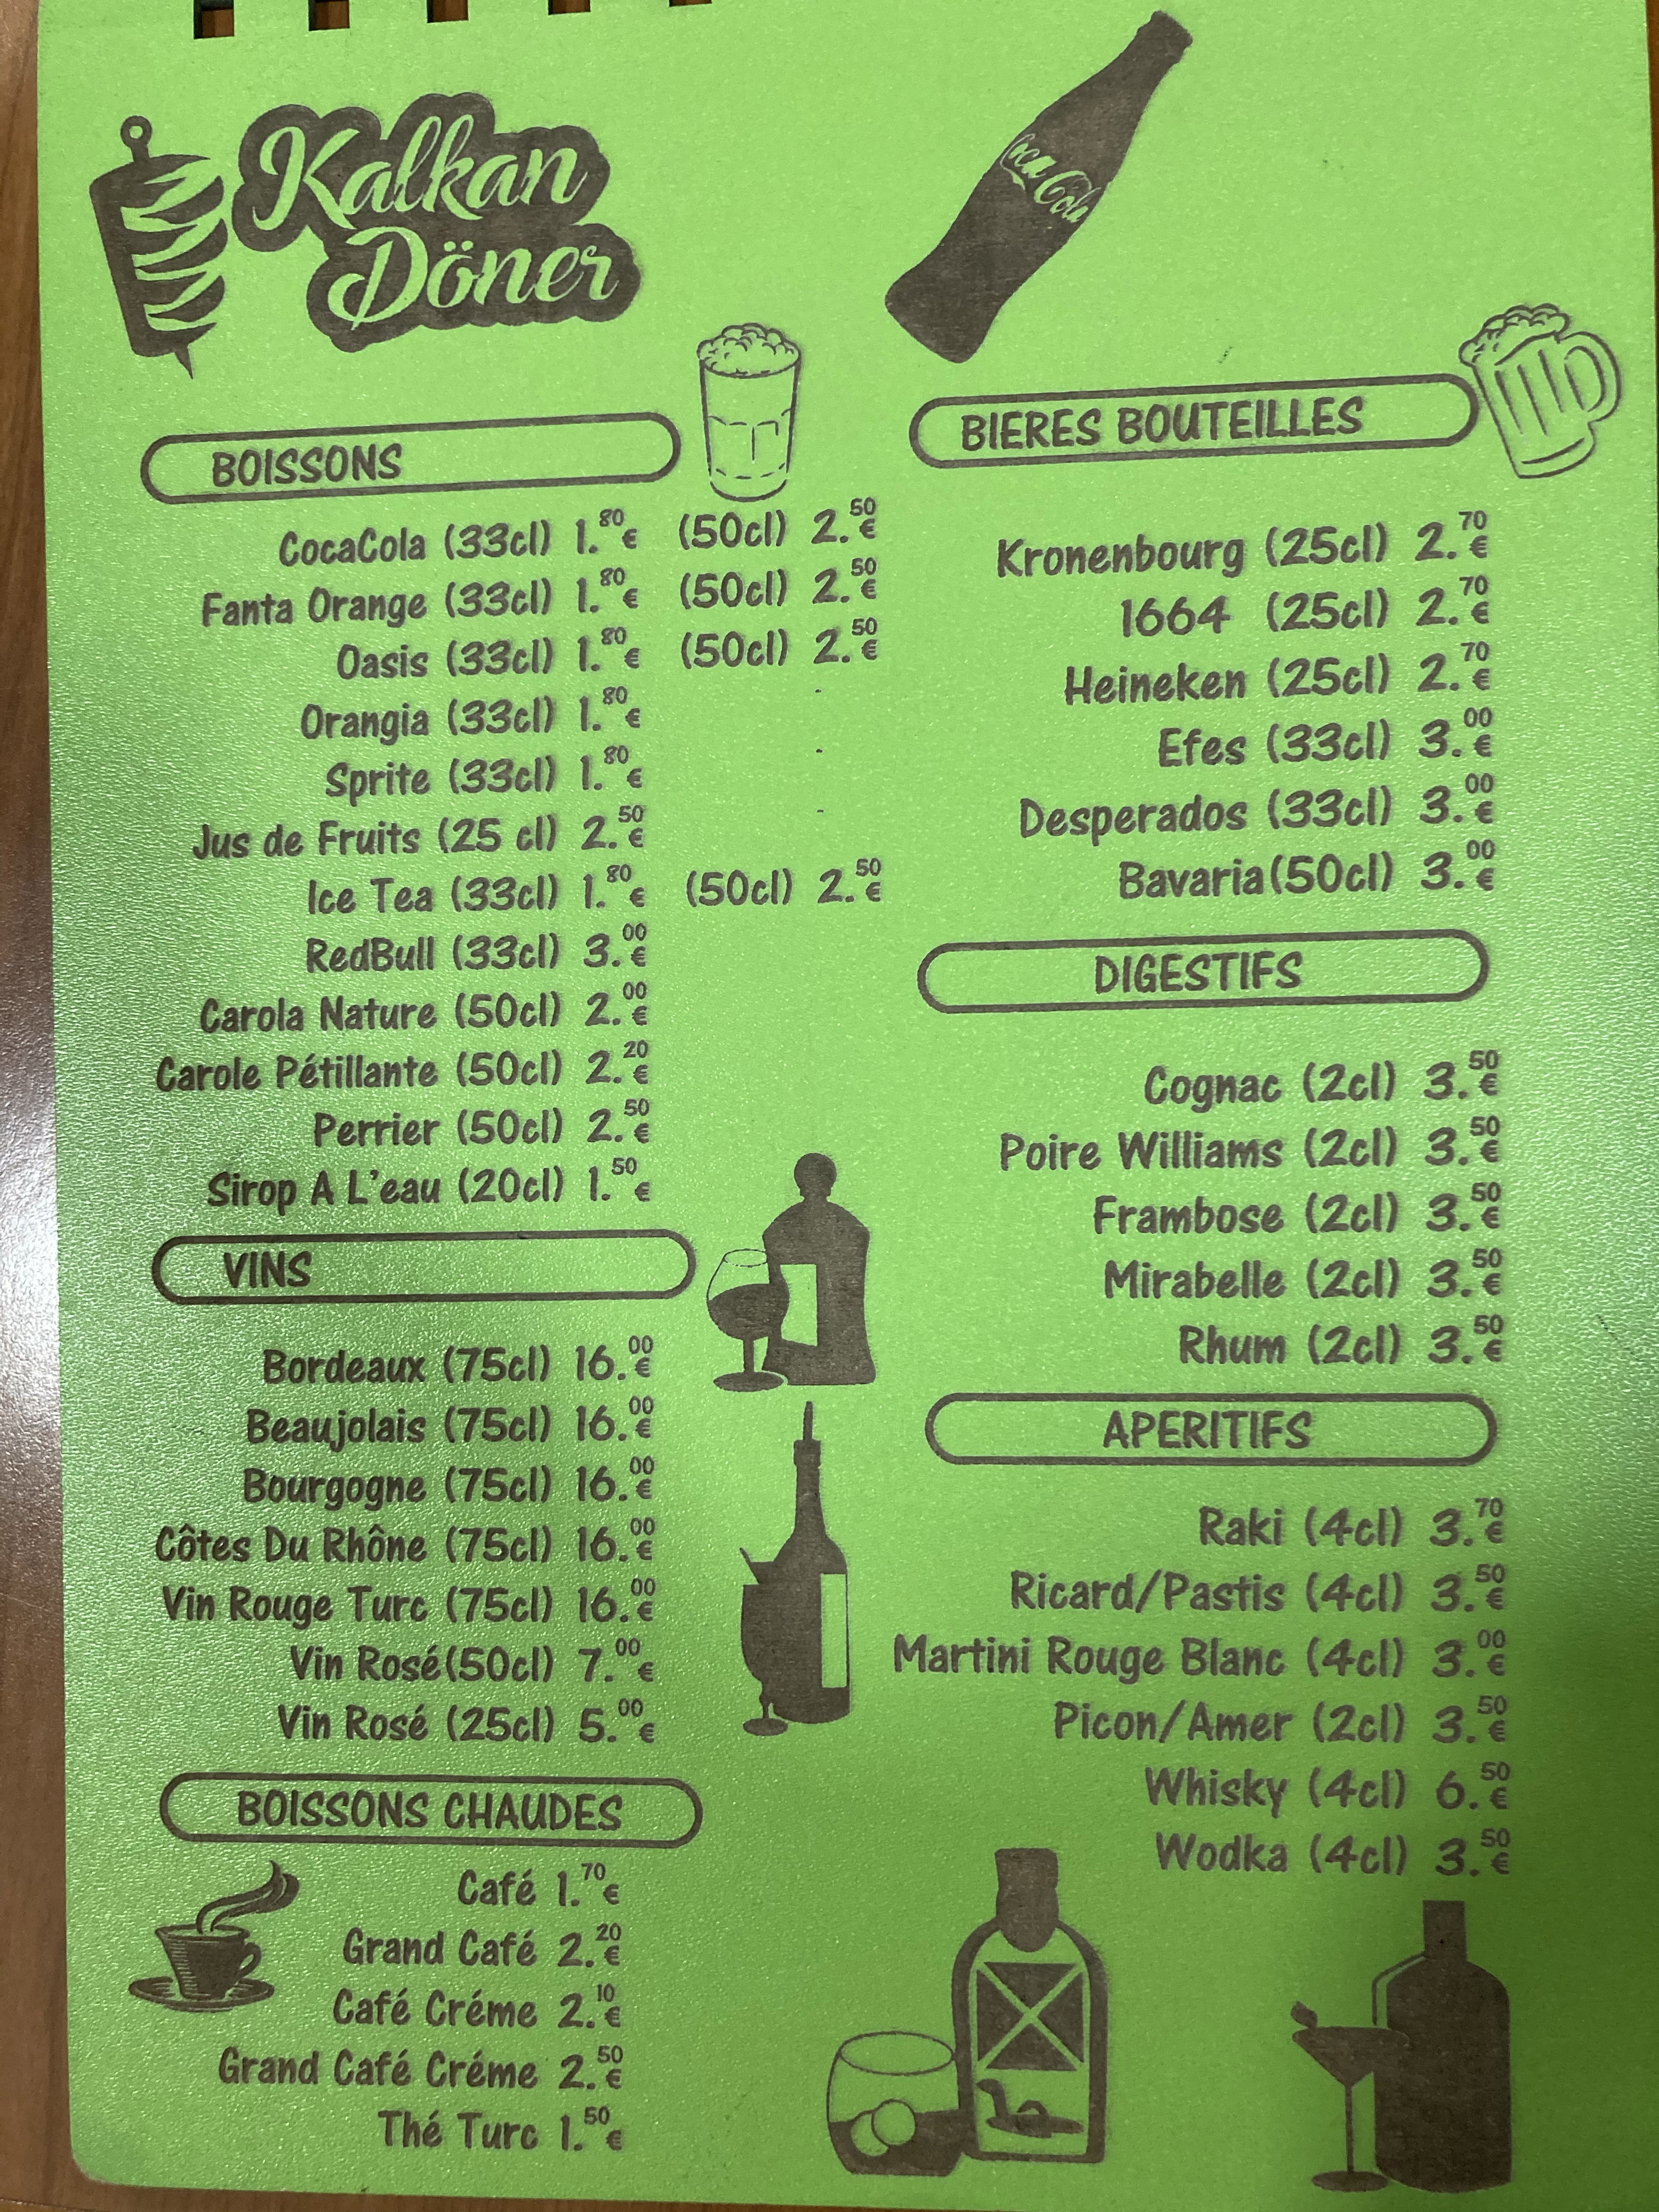 Kalkan
Döner
Coca Cola
BOISSONS
CocaCola (33cl) 1.80€ (50cl) 2.50€
Fanta Orange (33cl) 1.80€ (50cl) 2.50€
Oasis (33cl) 1.80€ (50cl) 2.50€
Orangia (33cl) 1.80€
Sprite (33cl) 1.80€
Jus de Fruits (25 cl) 2.50€
Ice Tea (33cl) 1.80€ (50cl) 2.50€
RedBull (33cl) 3.00€
Carola Nature (50cl) 2.00€
Carole Pétillante (50cl) 2.20€
Perrier (50cl) 2.50€
Sirop A L'eau (20cl) 1.50€
VINS
Bordeaux (75cl) 16.00€
Beaujolais (75cl) 16.00€
Bourgogne (75cl) 16.00€
Côtes Du Rhône (75cl) 16.00€
Vin Rouge Turc (75cl) 16.00€
Vin Rosé(50cl) 7.00€
Vin Rosé (25cl) 5.00€
BOISSONS CHAUDES
Café 1.70€
Grand Café 2.20€
Café Créme 2.10€
Grand Café Créme 2.50€
Thé Turc 1.50€
BIERES BOUTEILLES
Kronenbourg (25cl) 2.70€
1664 (25cl) 2.70€
Heineken (25cl) 2.70€
Efes (33cl) 3.00€
Desperados (33cl) 3.00€
Bavaria(50cl) 3.00€
DIGESTIFS
Cognac (2cl) 3.50€
Poire Williams (2cl) 3.50€
Frambose (2cl) 3.50€
Mirabelle (2cl) 3.50€
Rhum (2cl) 3.50€
APERITIFS
Raki (4cl) 3.70€
Ricard/Pastis (4cl) 3.50€
Martini Rouge Blanc (4cl) 3.00€
Picon/Amer (2cl) 3.50€
Whisky (4cl) 6.50€
Wodka (4cl) 3.50€